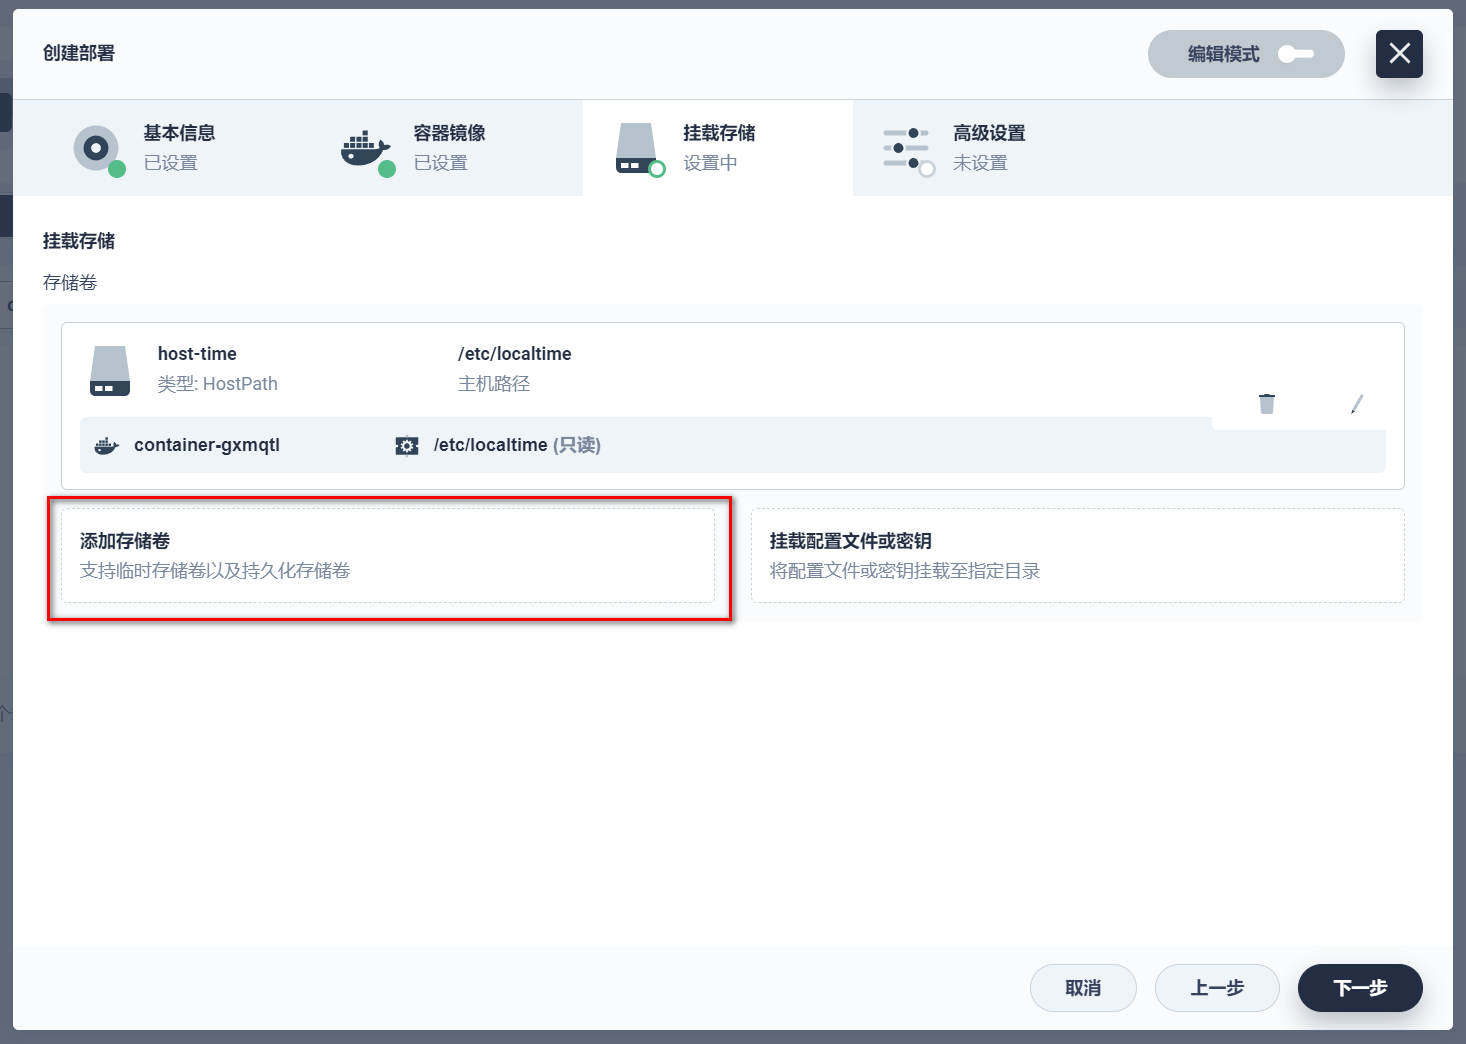 创建部署
编辑模式
基本信息
已设置
容器镜像
已设置
挂载存储
设置中
高级设置
未设置
挂载存储
存储卷
host-time
类型: HostPath
/etc/localtime
主机路径
container-gxmqtl
/etc/localtime (只读)
添加存储卷
支持临时存储卷以及持久化存储卷
挂载配置文件或密钥
将配置文件或密钥挂载至指定目录
取消
上一步
下一步